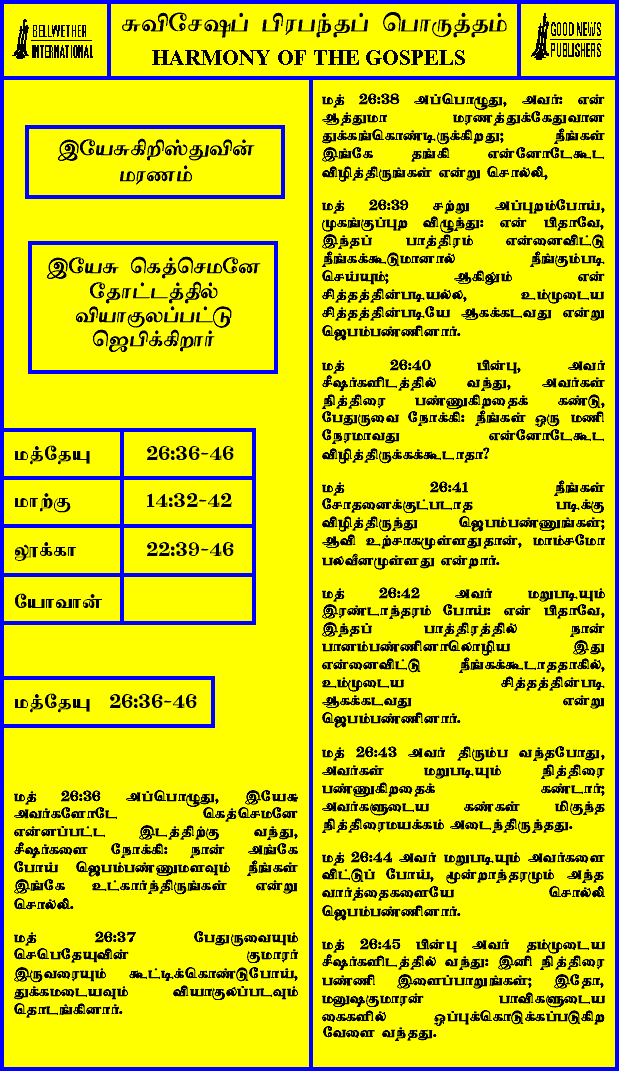 BELLWETHER
INTERNATIONAL
சுவிசேஷப் பிரபந்தப் பொருத்தம்
HARMONY OF THE GOSPELS
GOOD NEWS
PUBLISHERS
இயேசுகிறிஸ்துவின்
மரணம்
இயேசு கெத்செமனே
தோட்டத்தில்
வியாகுலப்பட்டு
ஜெபிக்கிறார்
மத்தேயு 26:36-46
மாற்கு 14:32-42
லூக்கா 22:39-46
யோவான்
மத்தேயு 26:36-46
மத் 26:36 அப்பொழுது, இயேசு
அவர்களோடே கெத்செமனே
என்னப்பட்ட இடத்திற்கு வந்து,
சீஷர்களை நோக்கி: நான் அங்கே
போய் ஜெபம்பண்ணுமளவும் நீங்கள்
இங்கே உட்கார்ந்திருங்கள் என்று
சொல்லி.
மத் 26:37 பேதுருவையும்
செபெதேயுவின் குமாரர்
இருவரையும் கூட்டிக்கொண்டுபோய்,
துக்கமடையவும் வியாகுலப்படவும்
தொடங்கினார்.
மத் 26:38 அப்பொழுது, அவர்: என்
ஆத்துமா மரணத்துக்கேதுவான
துக்கங்கொண்டிருக்கிறது; நீங்கள்
இங்கே தங்கி என்னோடேகூட
விழித்திருங்கள் என்று சொல்லி,
மத் 26:39 சற்று அப்புறம்போய்,
முகங்குப்புற விழுந்து: என் பிதாவே,
இந்தப் பாத்திரம் என்னைவிட்டு
நீங்கக்கூடுமானால் நீங்கும்படி
செய்யும்; ஆகிலும் என்
சித்தத்தின்படியல்ல, உம்முடைய
சித்தத்தின்படியே ஆகக்கடவது என்று
ஜெபம்பண்ணினார்.
மத் 26:40 பின்பு, அவர்
சீஷர்களிடத்தில் வந்து, அவர்கள்
நித்திரை பண்ணுகிறதைக் கண்டு,
பேதுருவை நோக்கி: நீங்கள் ஒரு மணி
நேரமாவது என்னோடேகூட
விழித்திருக்கக்கூடாதா?
மத் 26:41 நீங்கள்
சோதனைக்குட்படாத படிக்கு
விழித்திருந்து ஜெபம்பண்ணுங்கள்;
ஆவி உற்சாகமுள்ளதுதான், மாம்சமோ
பலவீனமுள்ளது என்றார்.
மத் 26:42 அவர் மறுபடியும்
இரண்டாந்தரம் போய்: என் பிதாவே,
இந்தப் பாத்திரத்தில் நான்
பானம்பண்ணினாலொழிய இது
என்னைவிட்டு நீங்கக்கூடாததாகில்,
உம்முடைய சித்தத்தின்படி
ஆகக்கடவது என்று
ஜெபம்பண்ணினார்.
மத் 26:43 அவர் திரும்ப வந்தபோது,
அவர்கள் மறுபடியும் நித்திரை
பண்ணுகிறதைக் கண்டார்;
அவர்களுடைய கண்கள் மிகுந்த
நித்திரைமயக்கம் அடைந்திருந்தது.
மத் 26:44 அவர் மறுபடியும் அவர்களை
விட்டுப் போய், மூன்றாந்தரமும் அந்த
வார்த்தைகளையே சொல்லி
ஜெபம்பண்ணினார்.
மத் 26:45 பின்பு அவர் தம்முடைய
சீஷர்களிடத்தில் வந்து: இனி நித்திரை
பண்ணி இளைப்பாறுங்கள்; இதோ,
மனுஷகுமாரன் பாவிகளுடைய
கைகளில் ஒப்புக்கொடுக்கப்படுகிற
வேளை வந்தது.